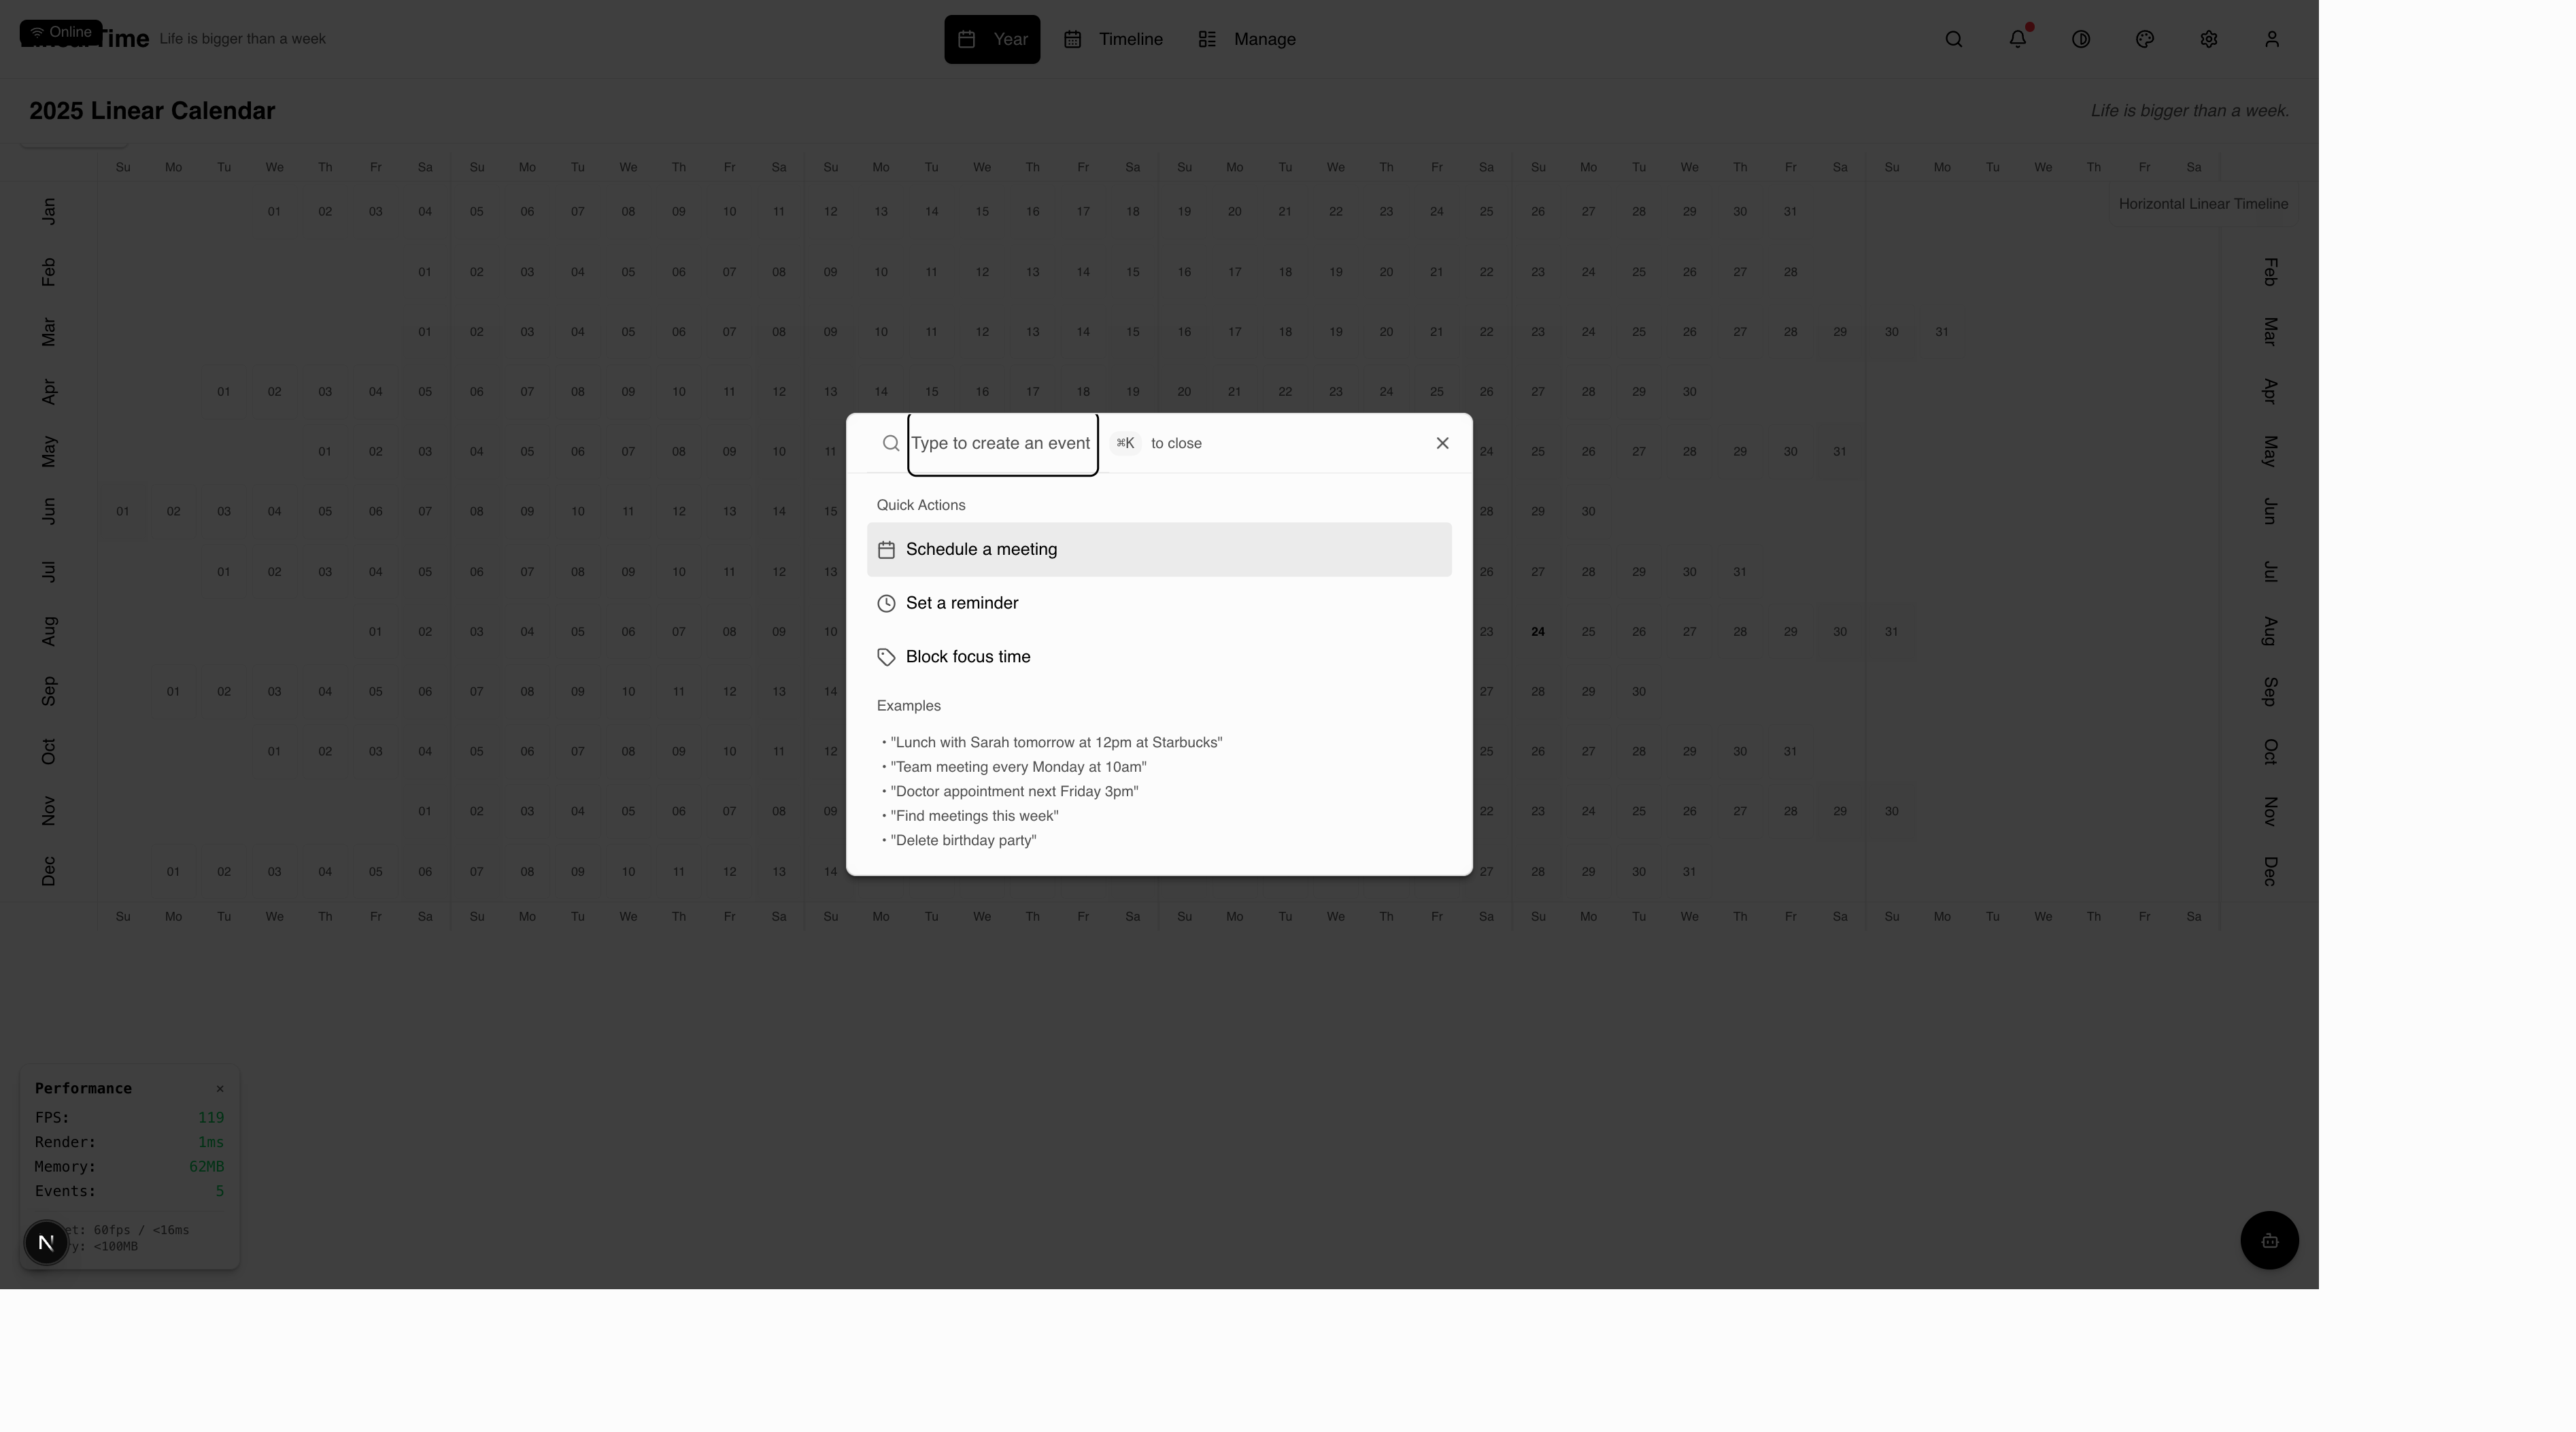 Online
Time Life is bigger than a week
Year Timeline Manage
2025 Linear Calendar
Life is bigger than a week.
Su Mo Tu We Th Fr Sa Su Mo Tu We Th Fr Sa Su Mo Tu We Th Fr Sa Su Mo Tu We Th Fr Sa Su Mo Tu We Th Fr Sa Su Mo Tu We Th Fr Sa
Jan 01 02 03 04 05 06 07 08 09 10 11 12 13 14 15 16 17 18 19 20 21 22 23 24 25 26 27 28 29 30 31 Horizontal Linear Timeline
Feb 01 02 03 04 05 06 07 08 09 10 11 12 13 14 15 16 17 18 19 20 21 22 23 24 25 26 27 28 Feb
Mar 01 02 03 04 05 06 07 08 09 10 11 12 13 14 15 16 17 18 19 20 21 22 23 24 25 26 27 28 29 30 31 Mar
Apr 01 02 03 04 05 06 07 08 09 10 11 12 13 14 15 16 17 18 19 20 21 22 23 24 25 26 27 28 29 30 Apr
May 01 02 03 04 05 06 07 08 09 10 11 24 25 26 27 28 29 30 31 May
Jun 01 02 03 04 05 06 07 08 09 10 11 12 13 14 15 28 29 30 Jun
Jul 01 02 03 04 05 06 07 08 09 10 11 12 13 26 27 28 29 30 31 Jul
Aug 01 02 03 04 05 06 07 08 09 10 23 24 25 26 27 28 29 30 31 Aug
Sep 01 02 03 04 05 06 07 08 09 10 11 12 13 14 27 28 29 30 Sep
Oct 01 02 03 04 05 06 07 08 09 10 11 12 25 26 27 28 29 30 31 Oct
Nov 01 02 03 04 05 06 07 08 09 22 23 24 25 26 27 28 29 30 Nov
Dec 01 02 03 04 05 06 07 08 09 10 11 12 13 14 27 28 29 30 31 Dec
Su Mo Tu We Th Fr Sa Su Mo Tu We Th Fr Sa Su Mo Tu We Th Fr Sa Su Mo Tu We Th Fr Sa Su Mo Tu We Th Fr Sa Su Mo Tu We Th Fr Sa
Type to create an event ⌘K to close
Quick Actions
Schedule a meeting
Set a reminder
Block focus time
Examples
• "Lunch with Sarah tomorrow at 12pm at Starbucks"
• "Team meeting every Monday at 10am"
• "Doctor appointment next Friday 3pm"
• "Find meetings this week"
• "Delete birthday party"
Performance ×
FPS: 119
Render: 1ms
Memory: 62MB
Events: 5
et: 60fps / <16ms
y: <100MB
N